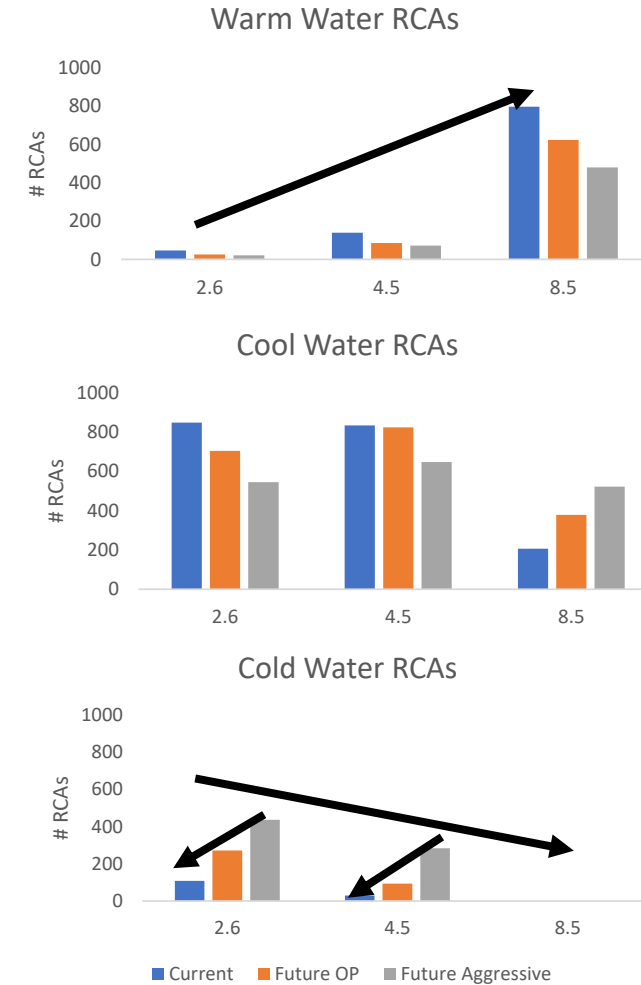 Warm Water RCAs
# RCAs
1000
800
600
400
200
0
2.6 4.5 8.5
Cool Water RCAs
# RCAs
1000
800
600
400
200
0
2.6 4.5 8.5
Cold Water RCAs
# RCAs
1000
800
600
400
200
0
2.6 4.5 8.5
Current Future OP Future Aggressive